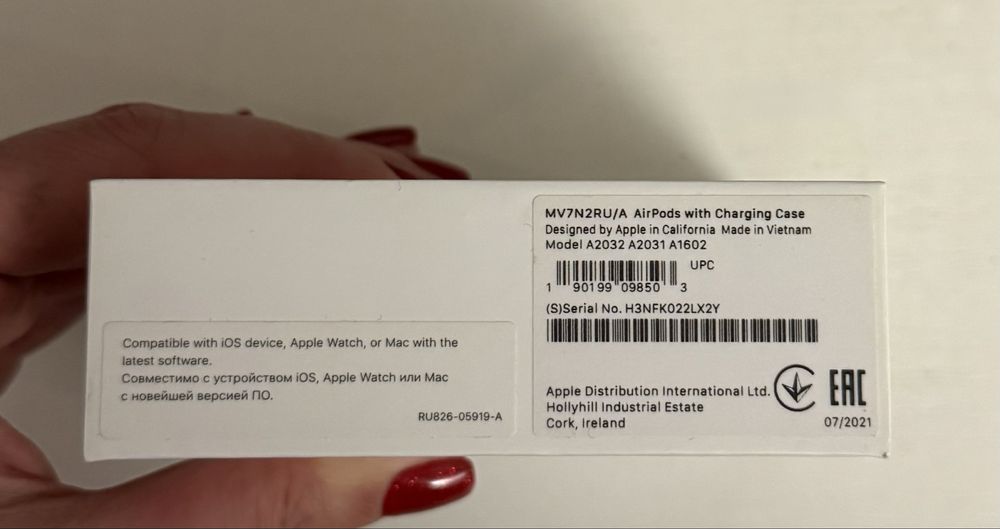 MV7N2RU/A AirPods with Charging Case
Designed by Apple in California Made in Vietnam
Model A2032 A2031 A1602
UPC
1 90199 09850 3
(S)Serial No. H3NFK022LX2Y
Apple Distribution International Ltd.
Hollyhill Industrial Estate
Cork, Ireland
EAC
07/2021
Compatible with iOS device, Apple Watch, or Mac with the
latest software.
Совместимо с устройством iOS, Apple Watch или Mac
с новейшей версией ПО.
RU826-05919-A